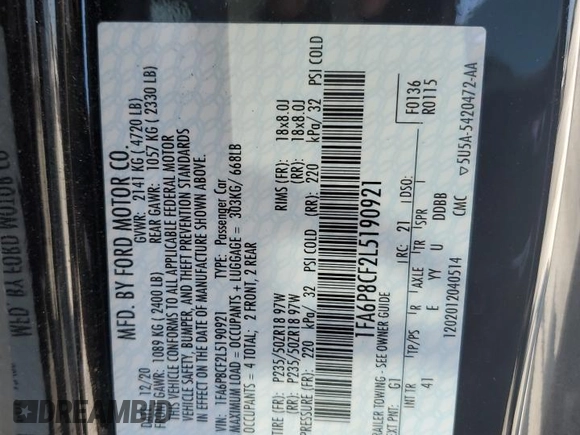 MFD. BY FORD MOTOR CO.
DATE: 12/20 GVWR: 2141 KG (4720 LB)
FRONT GAWR: 1089 KG (2400 LB) REAR GAWR: 1057 KG (2330 LB)
THIS VEHICLE CONFORMS TO ALL APPLICABLE FEDERAL MOTOR
VEHICLE SAFETY, BUMPER, AND THEFT PREVENTION STANDARDS
IN EFFECT ON THE DATE OF MANUFACTURE SHOWN ABOVE.
VIN: 1FA6P8CF2L5190921 TYPE: Passenger Car
MAXIMUM LOAD = OCCUPANTS + LUGGAGE = 303KG/ 668LB
OCCUPANTS = 4 TOTAL; 2 FRONT, 2 REAR
TIRE (FR): P235/50ZR18 97W RIMS (FR): 18x8.0J
(RR): P235/50ZR18 97W (RR): 18x8.0J
PRESSURE (FR): 220 kPa/ 32 PSI COLD (RR): 220 kPa/ 32 PSI COLD
1FA6P8CF2L5190921
TRAILER TOWING - SEE OWNER GUIDE
EXT PNT: G1 RC: 21 DSO: F0136
R0115
INT TR TP/PS R AXLE TR SPR
41 I E YY U DDBB
1202012040514 CMC ▽5U5A-5420472-AA
DREAMBID